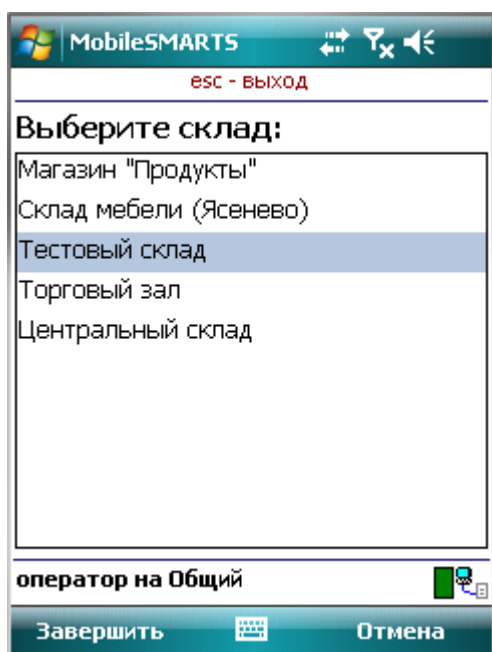 MobileSMARTS
esc - выход
Выберите склад:
Магазин "Продукты"
Склад мебели (Ясенево)
Тестовый склад
Торговый зал
Центральный склад
оператор на Общий
Завершить Отмена